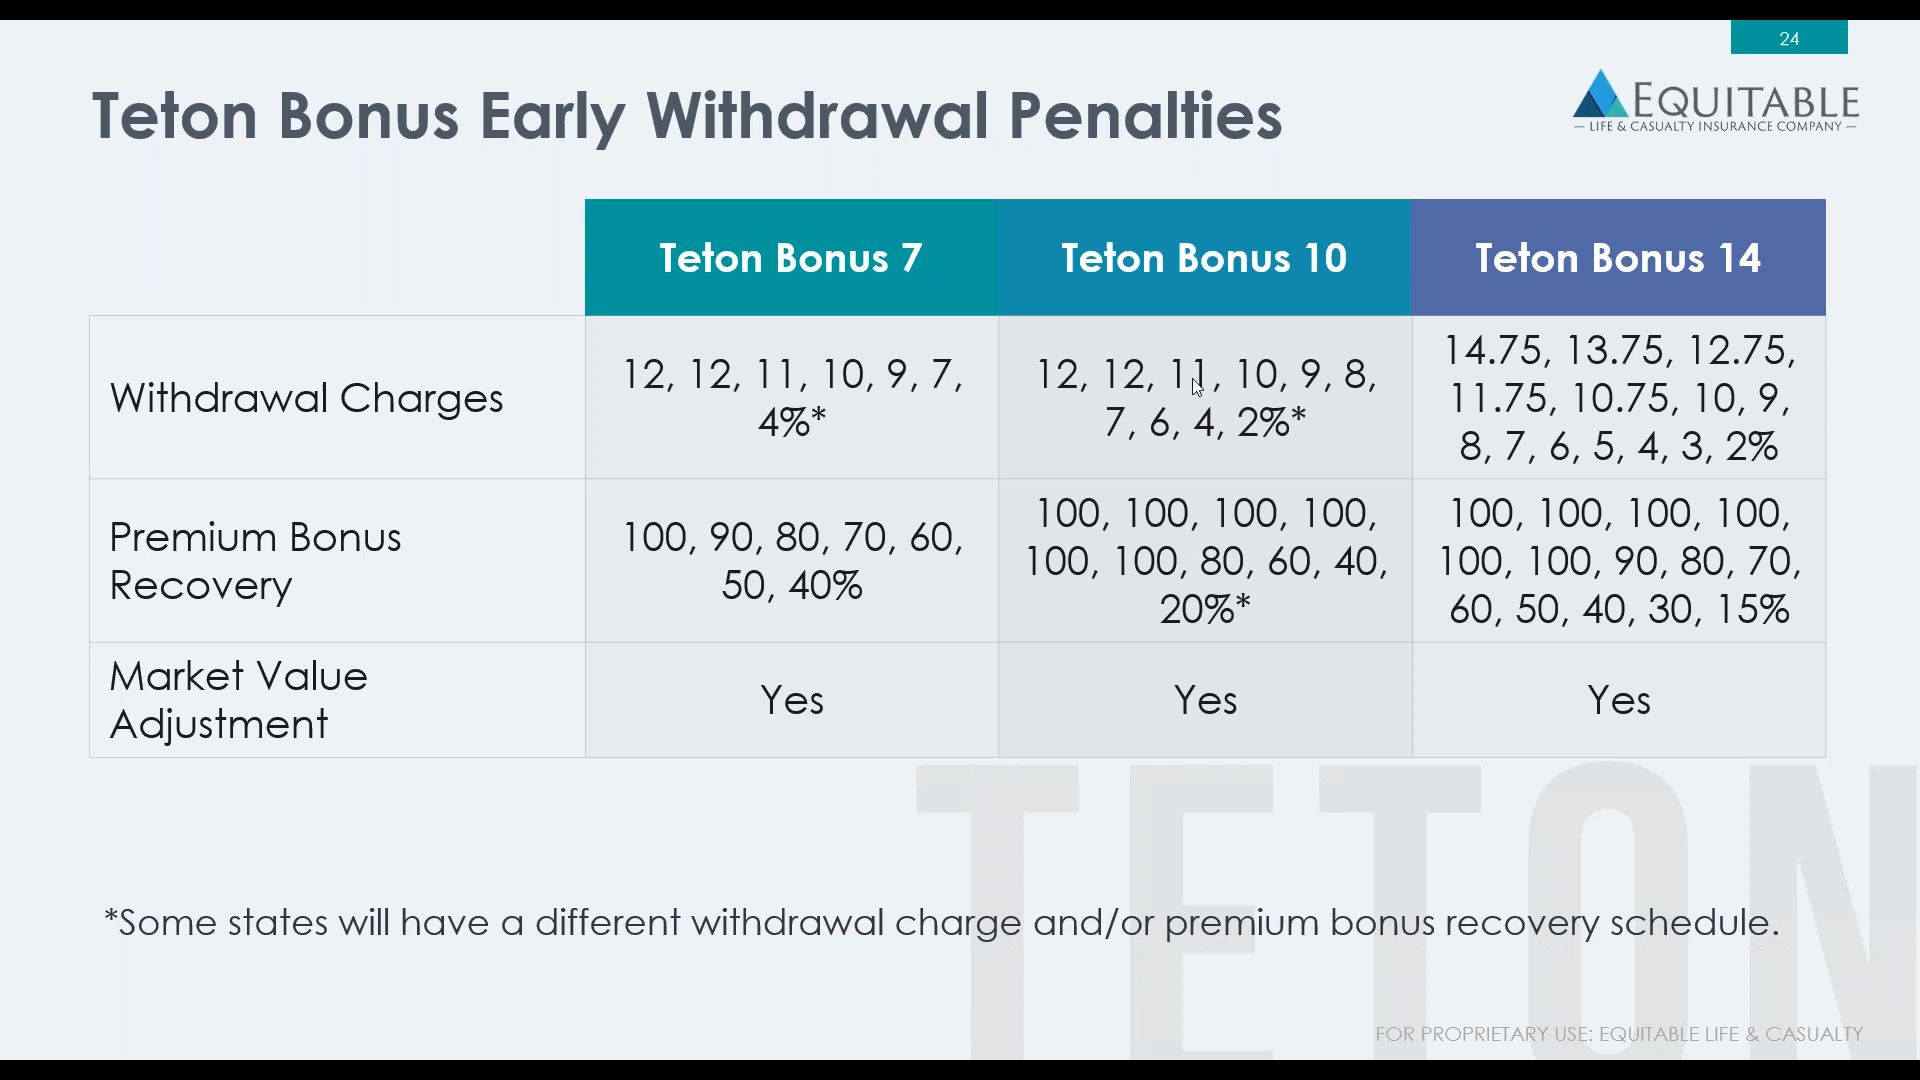 24
Teton Bonus Early Withdrawal Penalties
EQUITABLE
LIFE & CASUALTY INSURANCE COMPANY
Teton Bonus 7
Teton Bonus 10
Teton Bonus 14
Withdrawal Charges
12, 12, 11, 10, 9, 7,
4%*
12, 12, 11, 10, 9, 8,
7, 6, 4, 2%*
14.75, 13.75, 12.75,
11.75, 10.75, 10, 9,
8, 7, 6, 5, 4, 3, 2%
Premium Bonus
Recovery
100, 90, 80, 70, 60,
50, 40%
100, 100, 100, 100,
100, 100, 80, 60, 40,
20%*
100, 100, 100, 100,
100, 100, 90, 80, 70,
60, 50, 40, 30, 15%
Market Value
Adjustment
Yes
Yes
Yes
TETON
*Some states will have a different withdrawal charge and/or premium bonus recovery schedule.
FOR PROPRIETARY USE: EQUITABLE LIFE & CASUALTY